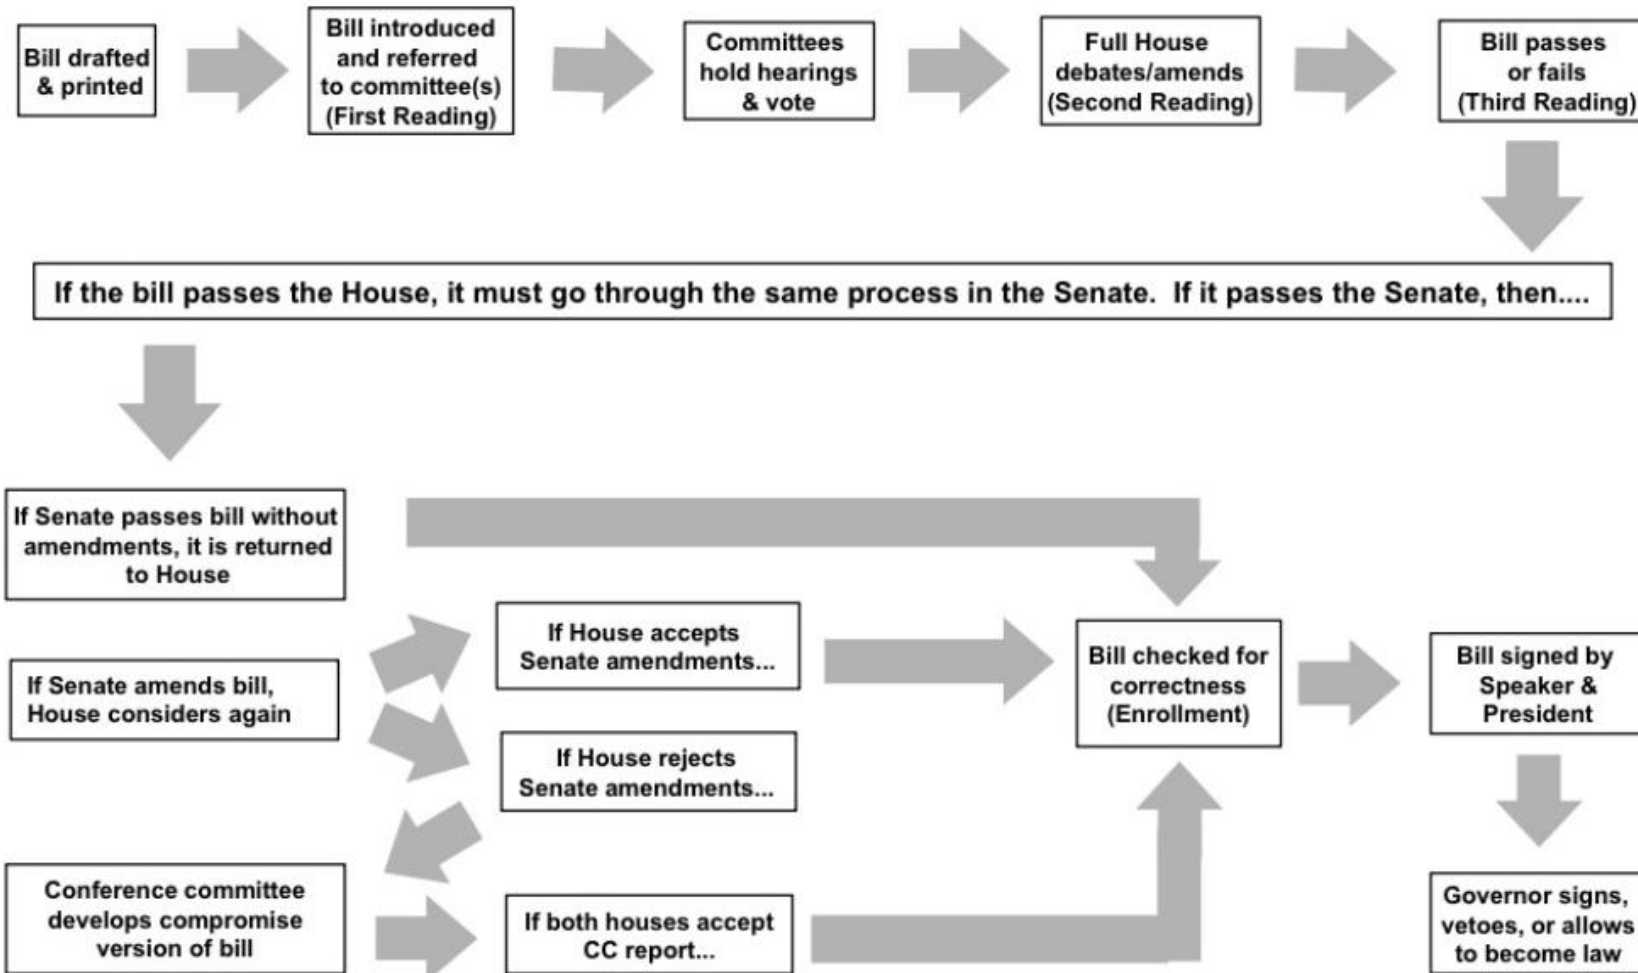 Bill drafted
& printed
Bill introduced
and referred
to committee(s)
(First Reading)
Committees
hold hearings
& vote
Full House
debates/amends
(Second Reading)
Bill passes
or fails
(Third Reading)
If the bill passes the House, it must go through the same process in the Senate. If it passes the Senate, then....
If Senate passes bill without
amendments, it is returned
to House
If Senate amends bill,
House considers again
If House accepts
Senate amendments...
If House rejects
Senate amendments...
Conference committee
develops compromise
version of bill
If both houses accept
CC report...
Bill checked for
correctness
(Enrollment)
Bill signed by
Speaker &
President
Governor signs,
vetoes, or allows
to become law